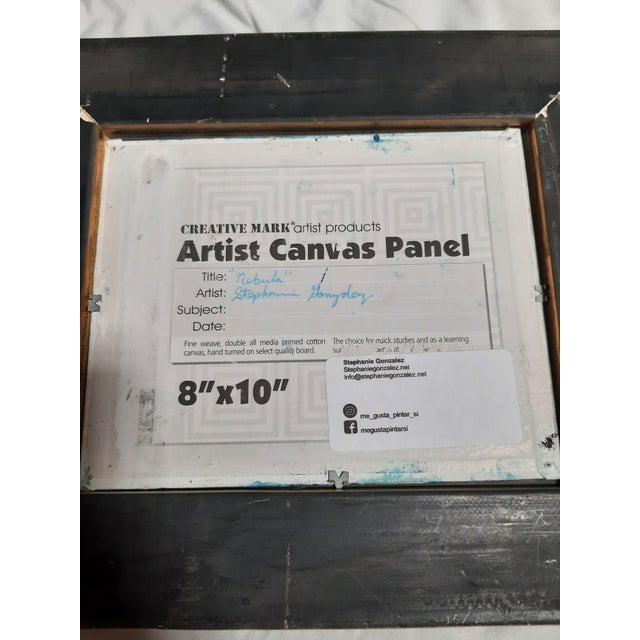 CREATIVE MARK® artist products
Artist Canvas Panel
Title: "Nebula"
Artist: Stephanie Gonzalez
Subject:
Date:
Fine weave, double all media primed cotton
canvas, hand turned on select quality board.
The choice for quick studies and as a learning
8"x10"
Stephanie Gonzalez
Stephaniegonzalez.net
info@stephaniegonzalez.net
me_gusta_pintar_si
megustapintarsi